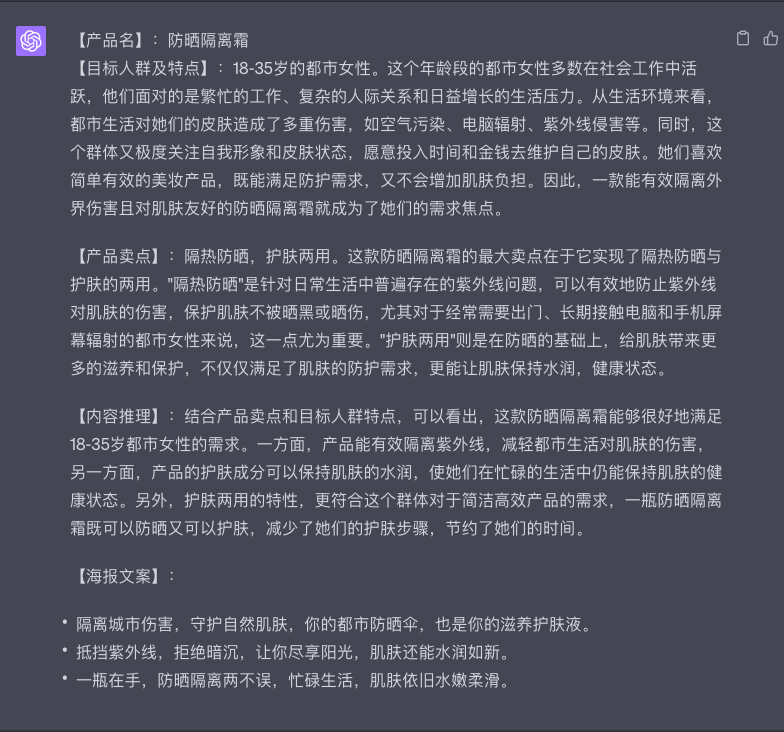 【产品名】：防晒隔离霜
【目标人群及特点】：18-35岁的都市女性。这个年龄段的都市女性多数在社会工作中活
跃，他们面对的是繁忙的工作、复杂的人际关系和日益增长的生活压力。从生活环境来看，
都市生活对她们的皮肤造成了多重伤害，如空气污染、电脑辐射、紫外线侵害等。同时，这
个群体又极度关注自我形象和皮肤状态，愿意投入时间和金钱去维护自己的皮肤。她们喜欢
简单有效的美妆产品，既能满足防护需求，又不会增加肌肤负担。因此，一款能有效隔离外
界伤害且对肌肤友好的防晒隔离霜就成为了她们的需求焦点。
【产品卖点】：隔热防晒，护肤两用。这款防晒隔离霜的最大卖点在于它实现了隔热防晒与
护肤的两用。"隔热防晒"是针对日常生活中普遍存在的紫外线问题，可以有效地防止紫外线
对肌肤的伤害，保护肌肤不被晒黑或晒伤，尤其对于经常需要出门、长期接触电脑和手机屏
幕辐射的都市女性来说，这一点尤为重要。"护肤两用"则是在防晒的基础上，给肌肤带来更
多的滋养和保护，不仅仅满足了肌肤的防护需求，更能让肌肤保持水润，健康状态。
【内容推理】：结合产品卖点和目标人群特点，可以看出，这款防晒隔离霜能够很好地满足
18-35岁都市女性的需求。一方面，产品能有效隔离紫外线，减轻都市生活对肌肤的伤害，
另一方面，产品的护肤成分可以保持肌肤的水润，使她们在忙碌的生活中仍能保持肌肤的健
康状态。另外，护肤两用的特性，更符合这个群体对于简洁高效产品的需求，一瓶防晒隔离
霜既可以防晒又可以护肤，减少了她们的护肤步骤，节约了她们的时间。
【海报文案】：
• 隔离城市伤害，守护自然肌肤，你的都市防晒伞，也是你的滋养护肤液。
• 抵挡紫外线，拒绝暗沉，让你尽享阳光，肌肤还能水润如新。
• 一瓶在手，防晒隔离两不误，忙碌生活，肌肤依旧水嫩柔滑。